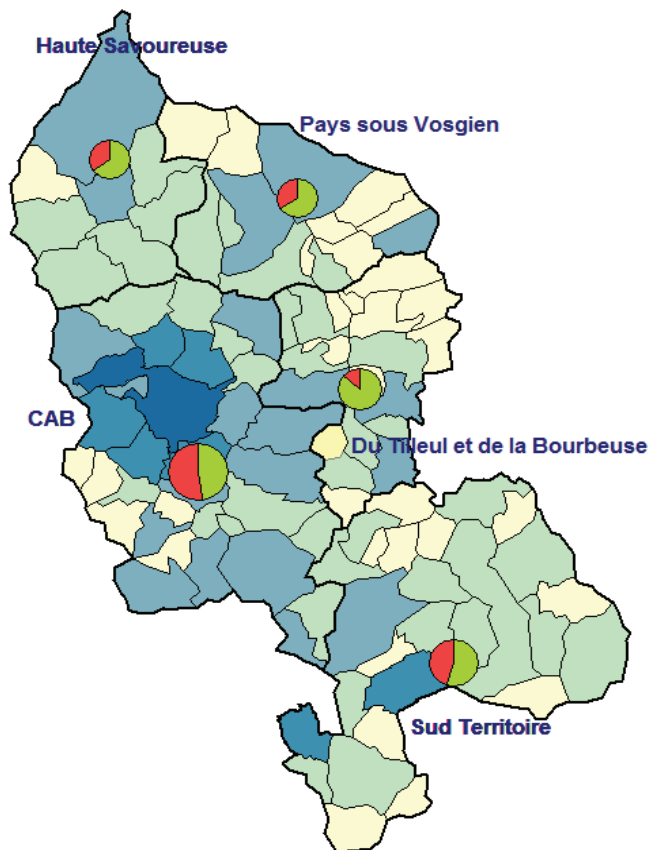 Haute Savoureuse
Pays sous Vosgien
CAB
Du Tilleul et de la Bourbeuse
Sud Territoire